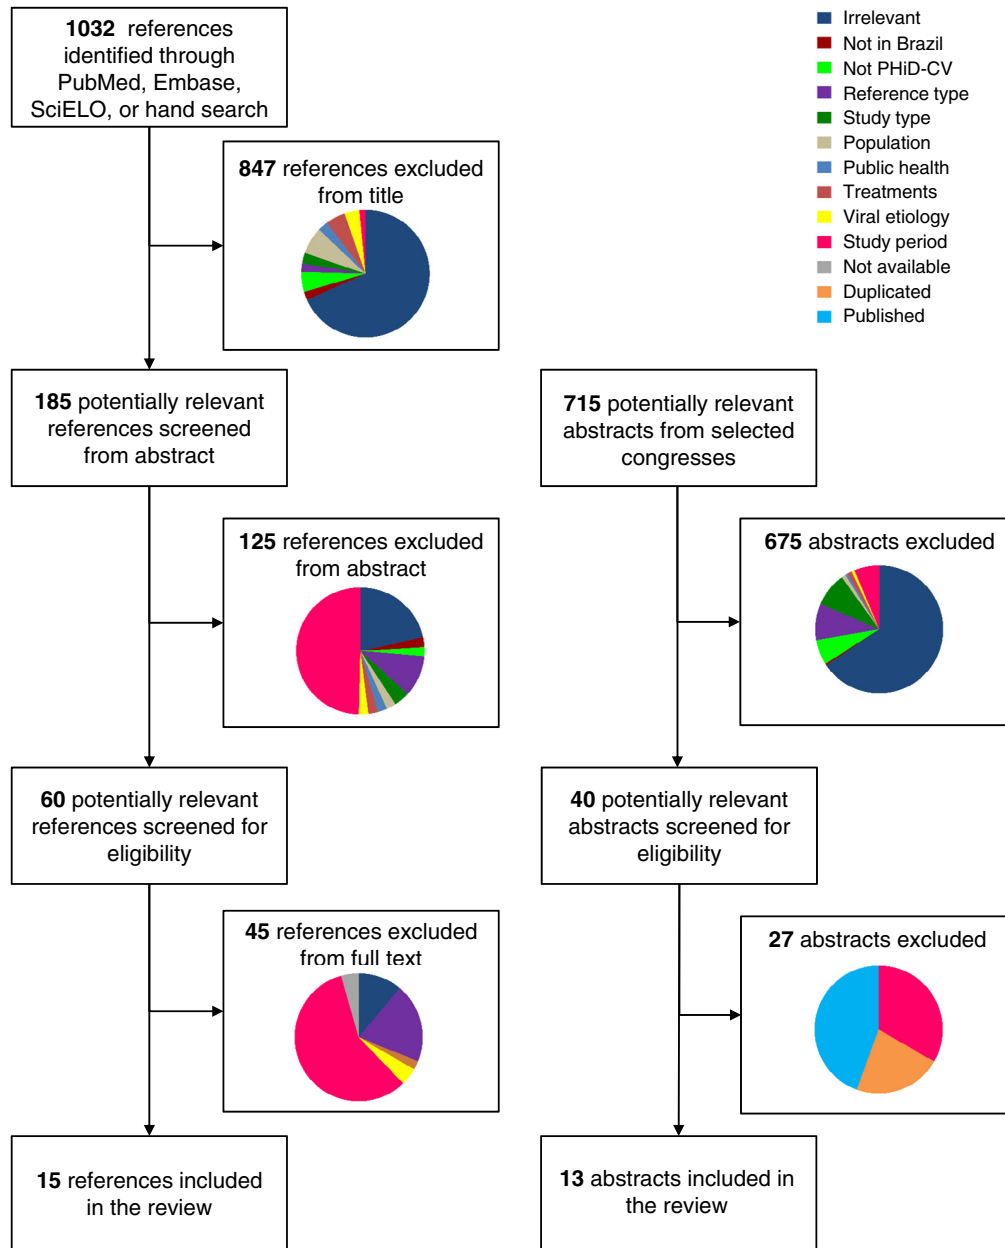 1032 references
identified through
PubMed, Embase,
SciELO, or hand search
Irrelevant
Not in Brazil
Not PHiD-CV
Reference type
Study type
Population
Public health
Treatments
Viral etiology
Study period
Not available
Duplicated
Published
847 references excluded
from title
185 potentially relevant
references screened
from abstract
715 potentially relevant
abstracts from selected
congresses
125 references excluded
from abstract
675 abstracts excluded
60 potentially relevant
references screened for
eligibility
40 potentially relevant
abstracts screened for
eligibility
45 references excluded
from full text
27 abstracts excluded
15 references included
in the review
13 abstracts included in
the review